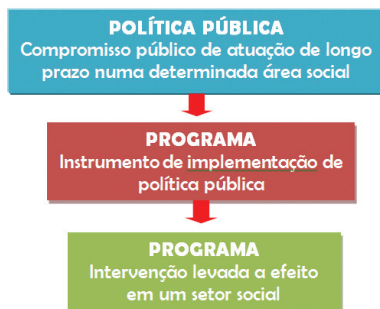 POLÍTICA PÚBLICA
Compromisso público de atuação de longo
prazo numa determinada área social
PROGRAMA
Instrumento de implementação de
política pública
PROGRAMA
Intervenção levada a efeito
em um setor social